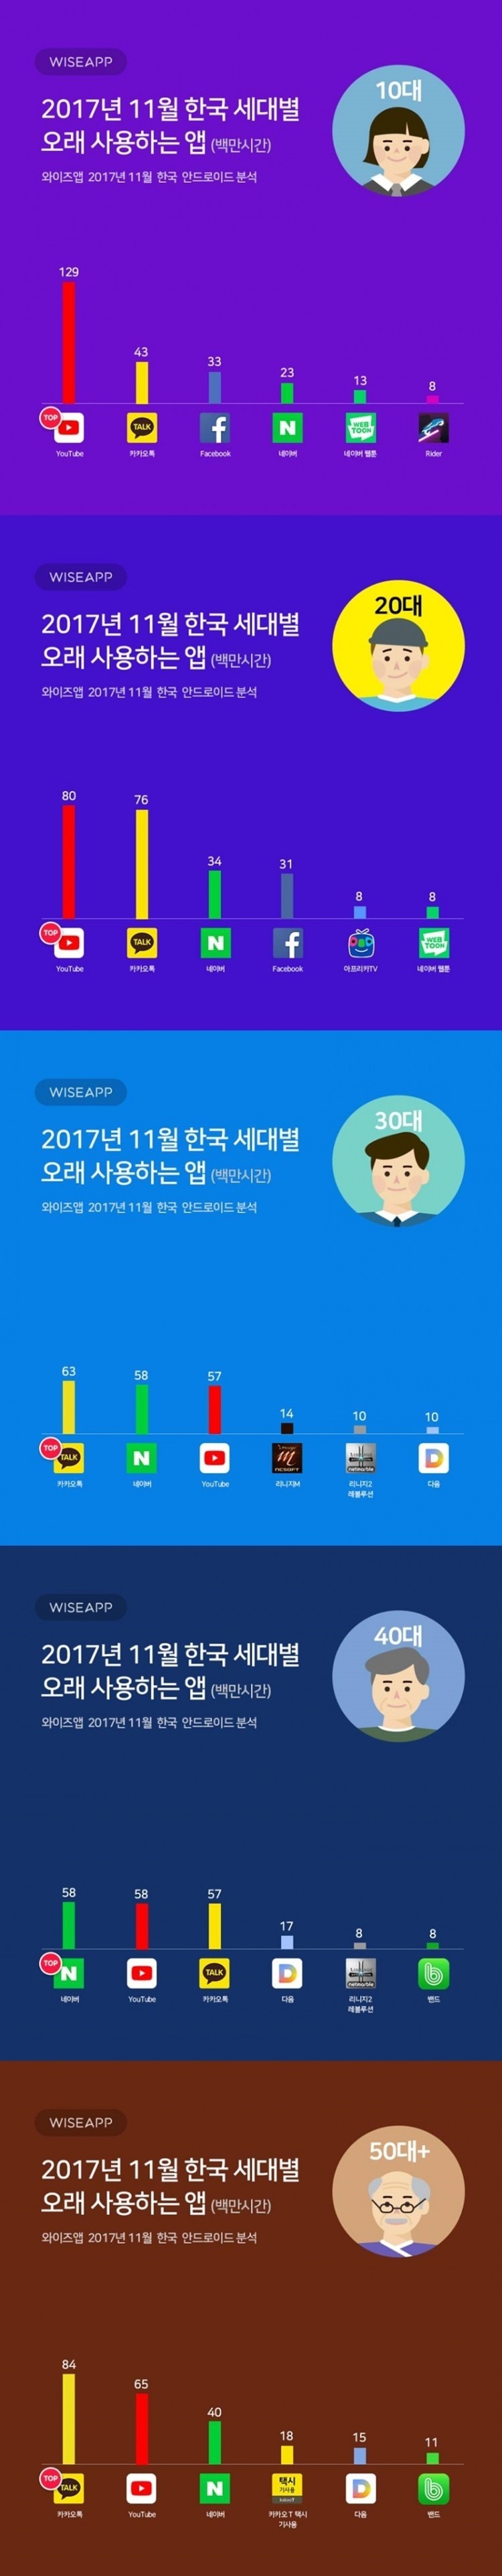 WISEAPP
10대
2017년 11월 한국 세대별
오래 사용하는 앱 (백만시간)
와이즈앱 2017년 11월 한국 안드로이드 분석
129
43
33
23
13
8
TOP
TALK
N
WEB
TOON
YouTube
카카오톡
Facebook
네이버
네이버 웹툰
Rider
WISEAPP
20대
2017년 11월 한국 세대별
오래 사용하는 앱 (백만시간)
와이즈앱 2017년 11월 한국 안드로이드 분석
80
76
34
31
8
8
TOP
TALK
N
WEB
TOON
YouTube
카카오톡
네이버
Facebook
아프리카TV
네이버 웹툰
WISEAPP
30대
2017년 11월 한국 세대별
오래 사용하는 앱 (백만시간)
와이즈앱 2017년 11월 한국 안드로이드 분석
63
58
57
14
10
10
TOP
TALK
N
m
NCSOFT
netmarble
D
카카오톡
네이버
YouTube
리니지M
리니지2
레볼루션
다음
WISEAPP
40대
2017년 11월 한국 세대별
오래 사용하는 앱 (백만시간)
와이즈앱 2017년 11월 한국 안드로이드 분석
58
58
57
17
8
8
TOP
N
TALK
D
netmarble
b
네이버
YouTube
카카오톡
다음
리니지2
레볼루션
밴드
WISEAPP
50대+
2017년 11월 한국 세대별
오래 사용하는 앱 (백만시간)
와이즈앱 2017년 11월 한국 안드로이드 분석
84
65
40
18
15
11
TOP
TALK
N
택시
기사용
kakaoT
D
b
카카오톡
YouTube
네이버
카카오 T 택시
기사용
다음
밴드